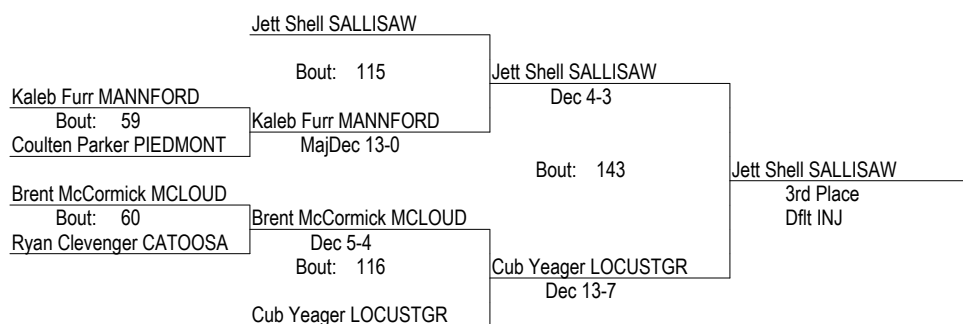 Jett Shell SALLISAW
Bout: 115
Jett Shell SALLISAW
Dec 4-3
Kaleb Furr MANNFORD
Bout: 59
Kaleb Furr MANNFORD
Coulten Parker PIEDMONT
MajDec 13-0
Bout: 143
Jett Shell SALLISAW
3rd Place
Dflt INJ
Brent McCormick MCLOUD
Bout: 60
Brent McCormick MCLOUD
Ryan Clevenger CATOOSA
Dec 5-4
Bout: 116
Cub Yeager LOCUSTGR
Dec 13-7
Cub Yeager LOCUSTGR